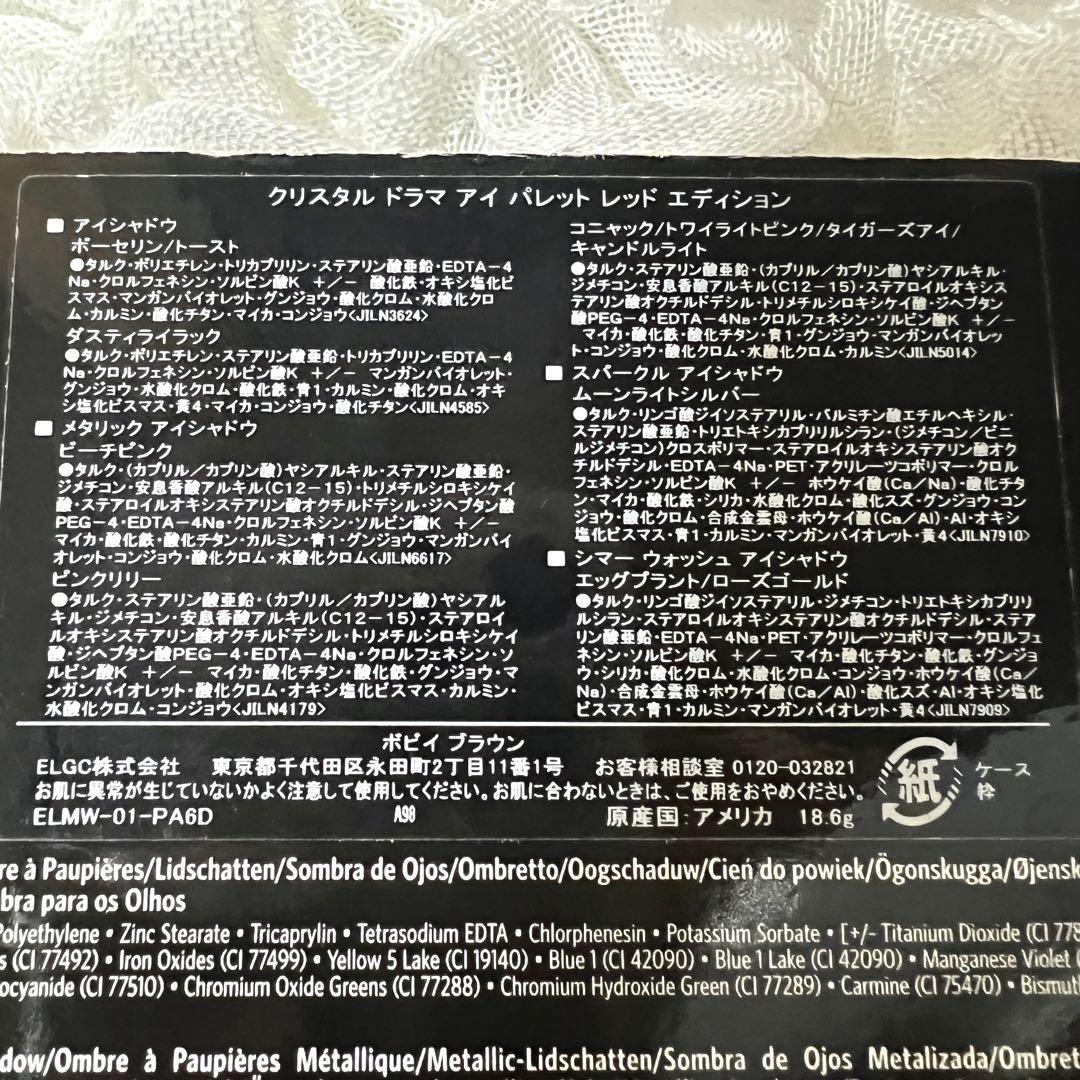 クリスタル ドラマ アイ パレット レッド エディション
■ アイシャドウ
ポーセリン/トースト
●タルク・ポリエチレン・トリカプリリン・ステアリン酸亜鉛・EDTA-4
Na・クロルフェネシン・ソルビン酸K +/- 酸化鉄・オキシ塩化ビ
スマス・マンガンバイオレット・グンジョウ・酸化クロム・水酸化クロ
ム・カルミン・酸化チタン・マイカ・コンジョウ<JILN3624>
ダスティライラック
●タルク・ポリエチレン・ステアリン酸亜鉛・トリカプリリン・EDTA-4
Na・クロルフェネシン・ソルビン酸K +/- マンガンバイオレット・
グンジョウ・水酸化クロム・酸化鉄・青1・カルミン・酸化クロム・オキ
シ塩化ビスマス・黄4・マイカ・コンジョウ・酸化チタン<JILN4585>
■ メタリック アイシャドウ
ピーチピンク
●タルク・(カプリル/カプリン酸)ヤシアルキル・ステアリン酸亜鉛・
ジメチコン・安息香酸アルキル(C12-15)・トリメチルシロキシケイ
酸・ステアロイルオキシステアリン酸オクチルドデシル・ジヘプタン酸
PEG-4・EDTA-4Na・クロルフェネシン・ソルビン酸K +/-
マイカ・酸化鉄・酸化チタン・カルミン・青1・グンジョウ・マンガンバイ
オレット・コンジョウ・酸化クロム・水酸化クロム<JILN6617>
ピンクリリー
●タルク・ステアリン酸亜鉛・(カプリル/カプリン酸)ヤシアル
キル・ジメチコン・安息香酸アルキル(C12-15)・ステアロイ
ルオキシステアリン酸オクチルドデシル・トリメチルシロキシケイ
酸・ジヘプタン酸PEG-4・EDTA-4Na・クロルフェネシン・ソ
ルビン酸K +/- マイカ・酸化チタン・酸化鉄・グンジョウ・マ
ンガンバイオレット・酸化クロム・オキシ塩化ビスマス・カルミン・
水酸化クロム・コンジョウ<JILN4179>
コニャック/トワイライトピンク/タイガーズアイ/
キャンドルライト
●タルク・ステアリン酸亜鉛・(カプリル/カプリン酸)ヤシアルキル・
ジメチコン・安息香酸アルキル(C12-15)・ステアロイルオキシス
テアリン酸オクチルドデシル・トリメチルシロキシケイ酸・ジヘプタン
酸PEG-4・EDTA-4Na・クロルフェネシン・ソルビン酸K +/-
マイカ・酸化鉄・酸化チタン・青1・グンジョウ・マンガンバイオレッ
ト・コンジョウ・酸化クロム・水酸化クロム・カルミン<JILN5014>
■ スパークル アイシャドウ
ムーンライトシルバー
●タルク・リンゴ酸ジイソステアリル・パルミチン酸エチルヘキシル・
ステアリン酸亜鉛・トリエトキシカプリリルシラン・(ジメチコン/ビニ
ルジメチコン)クロスポリマー・ステアロイルオキシステアリン酸オク
チルドデシル・EDTA-4Na・PET・アクリレーツコポリマー・クロル
フェネシン・ソルビン酸K +/- ホウケイ酸(Ca/Na)・酸化チタ
ン・マイカ・酸化鉄・シリカ・水酸化クロム・酸化スズ・グンジョウ・コン
ジョウ・酸化クロム・合成金雲母・ホウケイ酸(Ca/Al)・Al・オキシ
塩化ビスマス・青1・カルミン・マンガンバイオレット・黄4<JILN7910>
■ シマー ウォッシュ アイシャドウ
エッグプラント/ローズゴールド
●タルク・リンゴ酸ジイソステアリル・ジメチコン・トリエトキシカプリリ
ルシラン・ステアロイルオキシステアリン酸オクチルドデシル・ステア
リン酸亜鉛・EDTA-4Na・PET・アクリレーツコポリマー・クロルフェ
ネシン・ソルビン酸K +/- マイカ・酸化チタン・酸化鉄・グンジョ
ウ・シリカ・酸化クロム・水酸化クロム・コンジョウ・ホウケイ酸(Ca/
Na)・合成金雲母・ホウケイ酸(Ca/Al)・酸化スズ・Al・オキシ塩化
ビスマス・青1・カルミン・マンガンバイオレット・黄4<JILN7909>
ボビイ ブラウン
ELGC株式会社 東京都千代田区永田町2丁目11番1号 お客様相談室 0120-032821
お肌に異常が生じていないかよく注意して使用してください。お肌に合わないときは、ご使用をおやめください。
ELMW-01-PA6D A98 原産国：アメリカ 18.6g
紙 ケース
枠
re à Paupières/Lidschatten/Sombra de Ojos/Ombretto/Oogschaduw/Cień do powiek/Ögonskugga/Øjensk
bra para os Olhos
Polyethylene • Zinc Stearate • Tricaprylin • Tetrasodium EDTA • Chlorphenesin • Potassium Sorbate • [+/- Titanium Dioxide (CI 778
s (CI 77492) • Iron Oxides (CI 77499) • Yellow 5 Lake (CI 19140) • Blue 1 (CI 42090) • Blue 1 Lake (CI 42090) • Manganese Violet (
ocyanide (CI 77510) • Chromium Oxide Greens (CI 77288) • Chromium Hydroxide Green (CI 77289) • Carmine (CI 75470) • Bismut
dow/Ombre à Paupières Métallique/Metallic-Lidschatten/Sombra de Ojos Metalizada/Ombret